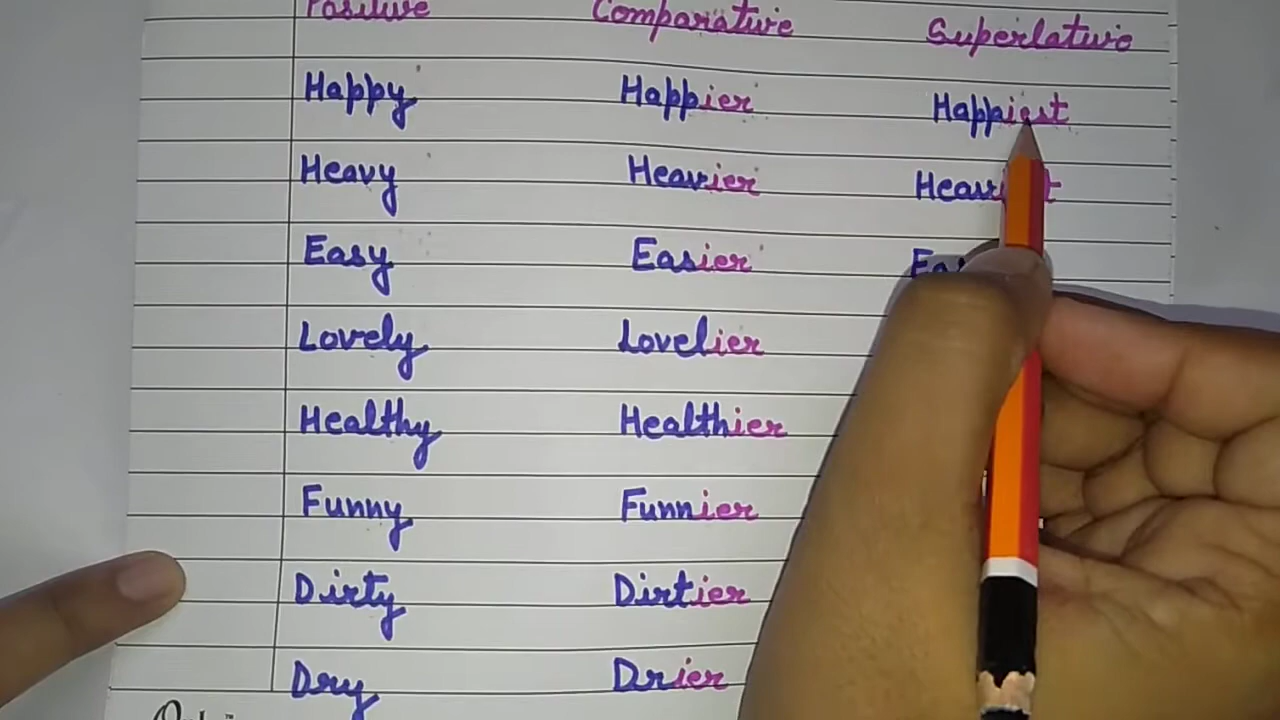 Positive Comparative Superlative
Happy Happier Happiest
Heavy Heavier
Easy Easier
Lovely Lovelier
Healthy Healthier
Funny Funnier
Dirty Dirtier
Dry Drier